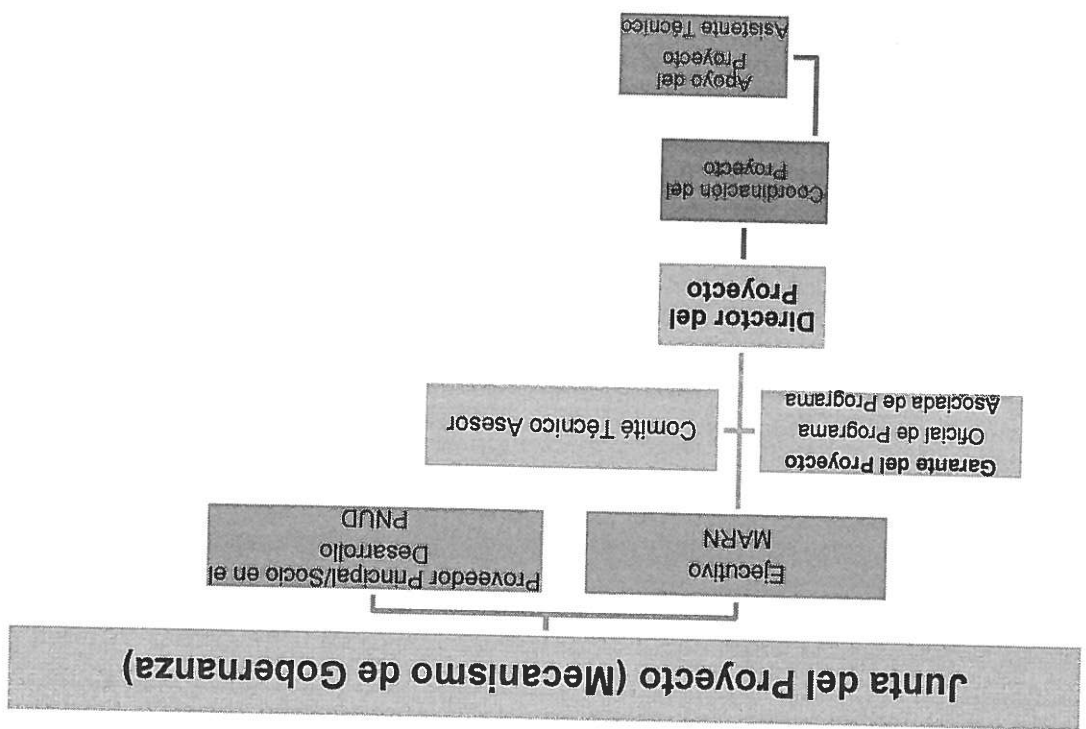 Junta del Proyecto (Mecanismo de Gobernanza)
Ejecutivo
MARN
Proveedor Principal/Socio en el
Desarrollo
PNUD
Garante del Proyecto
Oficial de Programa
Asociada de Programa
Comité Técnico Asesor
Director del
Proyecto
Coordinación del
Proyecto
Apoyo del
Proyecto
Asistente Técnico